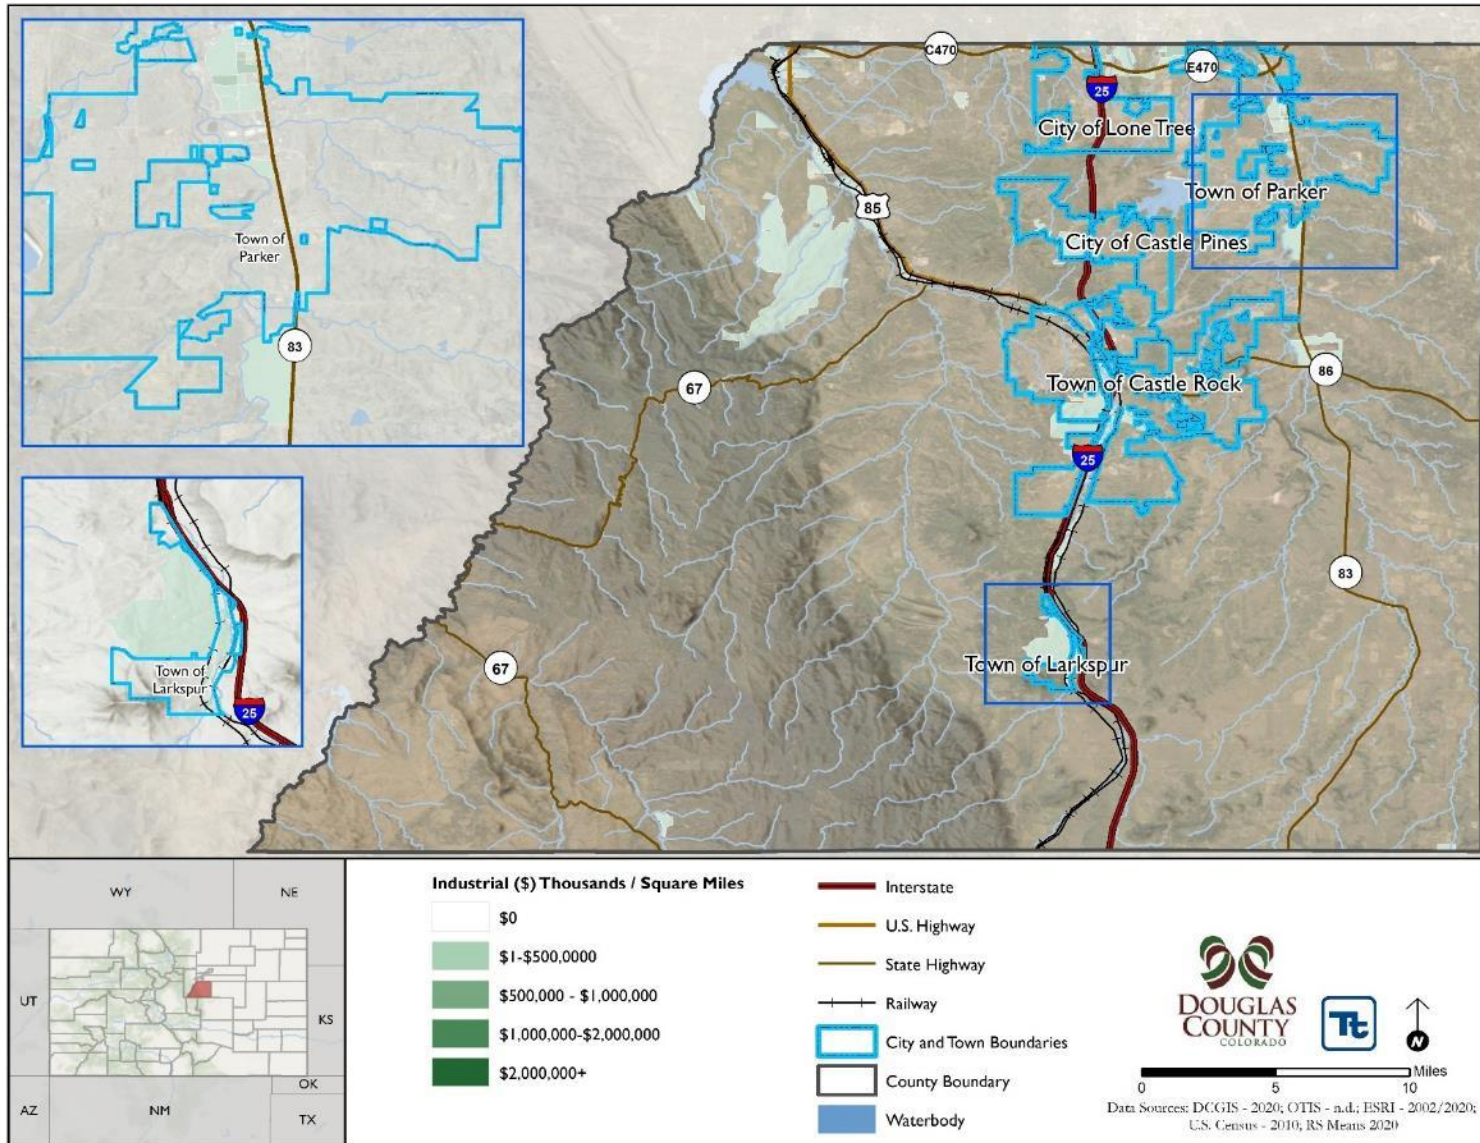 Town of
Parker
83
Town of
Larkspur
25
C470
E470
25
City of Lone Tree
85
Town of Parker
City of Castle Pines
67
86
Town of Castle Rock
25
83
67
Town of Larkspur
WY
NE
UT
KS
OK
AZ
NM
TX
Industrial ($) Thousands / Square Miles
$0
$1-$500,0000
$500,000 - $1,000,000
$1,000,000-$2,000,000
$2,000,000+
Interstate
U.S. Highway
State Highway
Railway
City and Town Boundaries
County Boundary
Waterbody
DOUGLAS
COUNTY
COLORADO
Tt
N
Miles
0 5 10
Data Sources: DCGIS - 2020; OTIS - n.d.; ESRI - 2002/2020;
U.S. Census - 2010; RS Means 2020